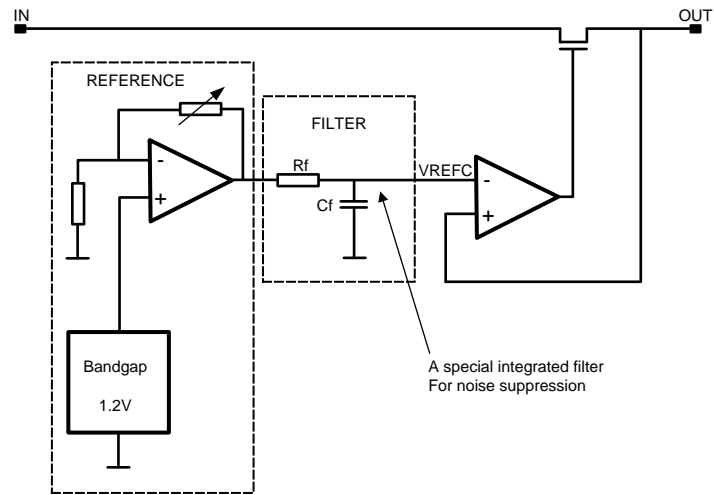 IN
OUT
REFERENCE
FILTER
Rf
VREFC
-
+
Cf
-
+
Bandgap
1.2V
A special integrated filter
For noise suppression